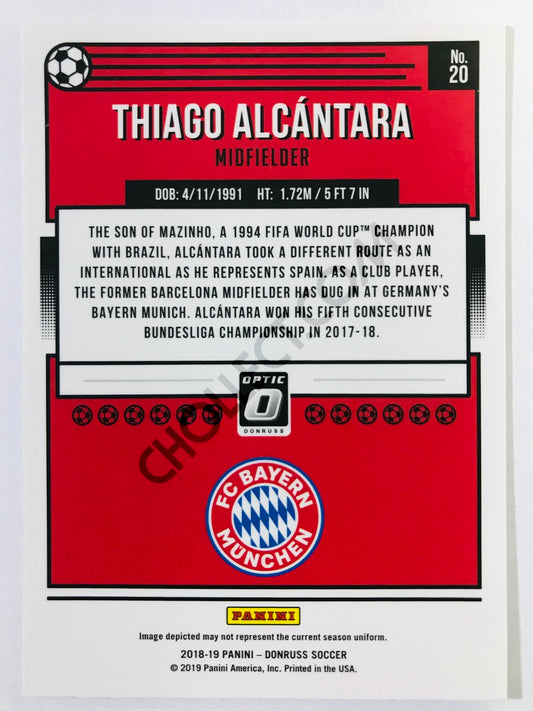 No.
20
THIAGO ALCÁNTARA
MIDFIELDER
DOB: 4/11/1991 HT: 1.72M / 5 FT 7 IN
THE SON OF MAZINHO, A 1994 FIFA WORLD CUP™ CHAMPION
WITH BRAZIL, ALCÁNTARA TOOK A DIFFERENT ROUTE AS AN
INTERNATIONAL AS HE REPRESENTS SPAIN. AS A CLUB PLAYER,
THE FORMER BARCELONA MIDFIELDER HAS DUG IN AT GERMANY'S
BAYERN MUNICH. ALCÁNTARA WON HIS FIFTH CONSECUTIVE
BUNDESLIGA CHAMPIONSHIP IN 2017-18.
CHOLLECT.COM
OPTIC
DONRUSS
FC BAYERN
MÜNCHEN
PANINI
Image depicted may not represent the current season uniform.
2018-19 PANINI – DONRUSS SOCCER
© 2019 Panini America, Inc. Printed in the USA.